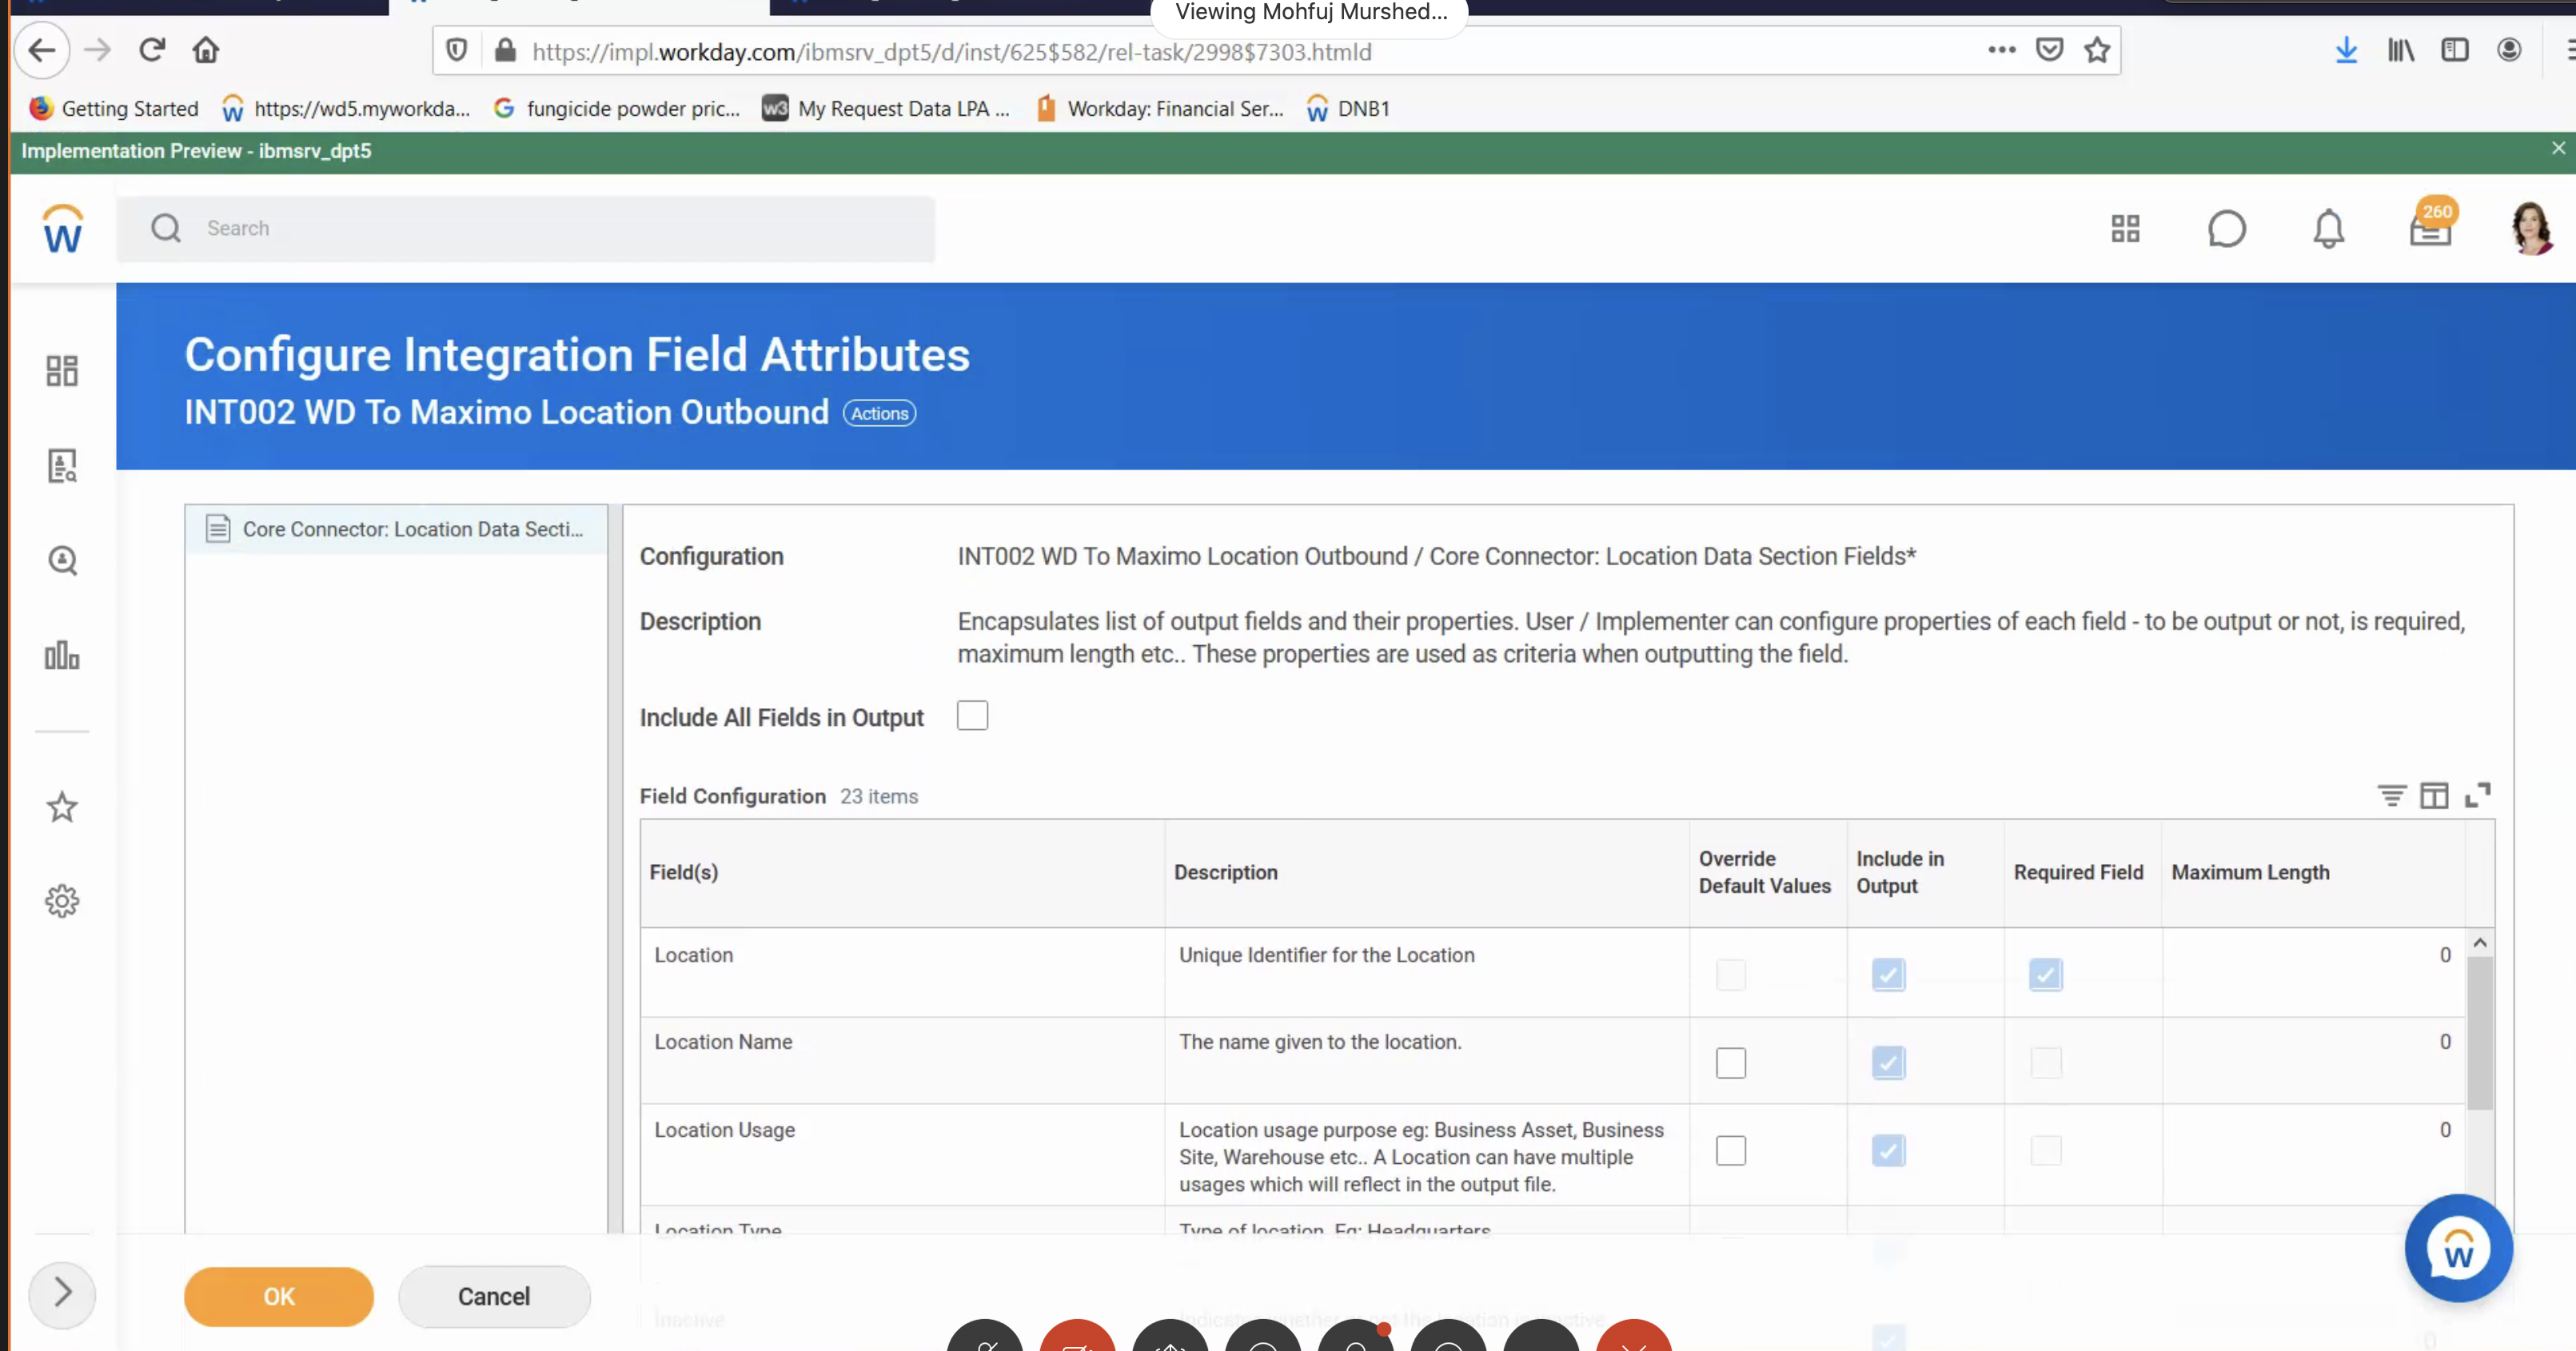 Viewing Mohfuj Murshed...
https://impl.workday.com/ibmsrv_dpt5/d/inst/625$582/rel-task/2998$7303.htmld
Getting Started https://wd5.myworkda... fungicide powder pric... w3 My Request Data LPA ... Workday: Financial Ser... DNB1
Implementation Preview - ibmsrv_dpt5
Search
260
Configure Integration Field Attributes
INT002 WD To Maximo Location Outbound Actions
Core Connector: Location Data Secti...
Configuration INT002 WD To Maximo Location Outbound / Core Connector: Location Data Section Fields*
Description Encapsulates list of output fields and their properties. User / Implementer can configure properties of each field - to be output or not, is required,
maximum length etc.. These properties are used as criteria when outputting the field.
Include All Fields in Output
Field Configuration 23 items
Field(s) Description Override Default Values Include in Output Required Field Maximum Length
Location Unique Identifier for the Location 0
Location Name The name given to the location. 0
Location Usage Location usage purpose eg: Business Asset, Business 0
Site, Warehouse etc.. A Location can have multiple
usages which will reflect in the output file.
Location Type Type of location. Eg: Headquarters
OK Cancel
Inactive